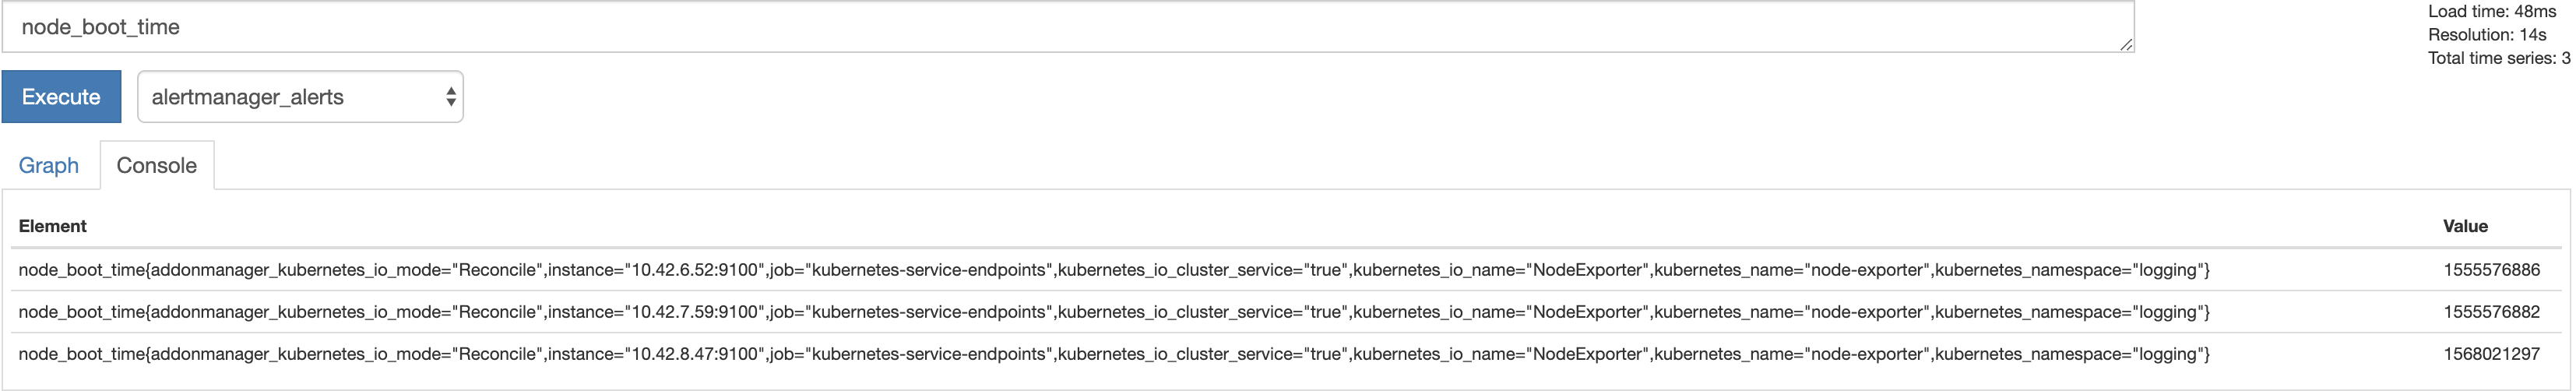 node_boot_time
Load time: 48ms
Resolution: 14s
Total time series: 3
Execute alertmanager_alerts
Graph Console
Element Value
node_boot_time{addonmanager_kubernetes_io_mode="Reconcile",instance="10.42.6.52:9100",job="kubernetes-service-endpoints",kubernetes_io_cluster_service="true",kubernetes_io_name="NodeExporter",kubernetes_name="node-exporter",kubernetes_namespace="logging"} 1555576886
node_boot_time{addonmanager_kubernetes_io_mode="Reconcile",instance="10.42.7.59:9100",job="kubernetes-service-endpoints",kubernetes_io_cluster_service="true",kubernetes_io_name="NodeExporter",kubernetes_name="node-exporter",kubernetes_namespace="logging"} 1555576882
node_boot_time{addonmanager_kubernetes_io_mode="Reconcile",instance="10.42.8.47:9100",job="kubernetes-service-endpoints",kubernetes_io_cluster_service="true",kubernetes_io_name="NodeExporter",kubernetes_name="node-exporter",kubernetes_namespace="logging"} 1568021297